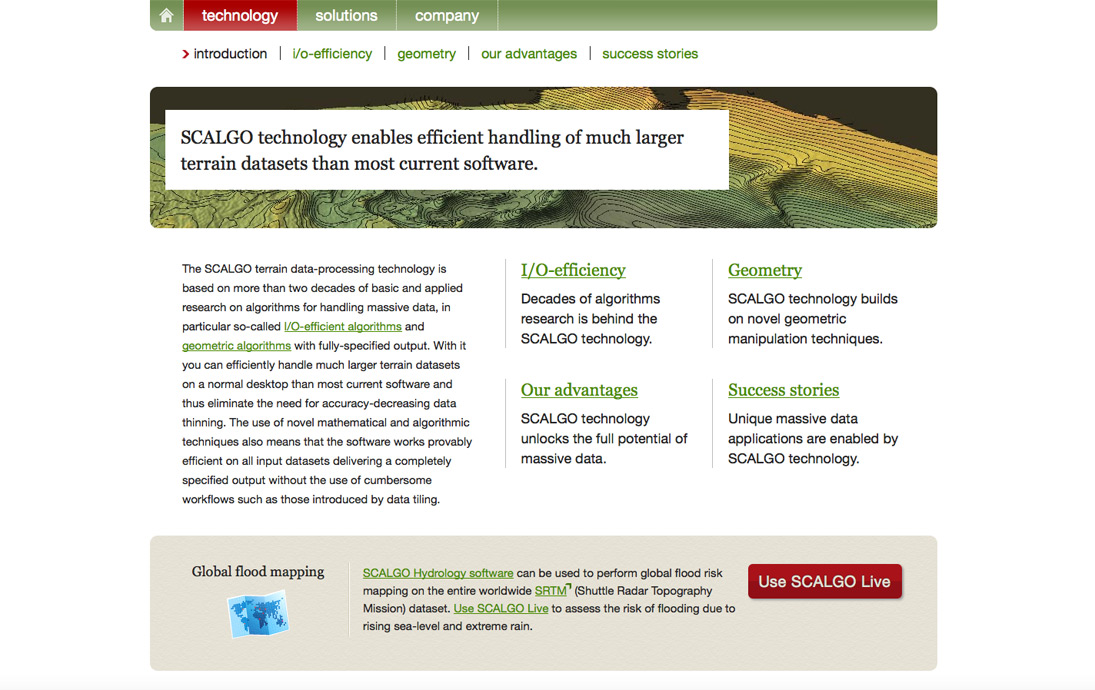 technology
solutions
company
introduction
i/o-efficiency
geometry
our advantages
success stories
SCALGO technology enables efficient handling of much larger
terrain datasets than most current software.
The SCALGO terrain data-processing technology is
based on more than two decades of basic and applied
research on algorithms for handling massive data, in
particular so-called I/O-efficient algorithms and
geometric algorithms with fully-specified output. With it
you can efficiently handle much larger terrain datasets
on a normal desktop than most current software and
thus eliminate the need for accuracy-decreasing data
thinning. The use of novel mathematical and algorithmic
techniques also means that the software works provably
efficient on all input datasets delivering a completely
specified output without the use of cumbersome
workflows such as those introduced by data tiling.
I/O-efficiency
Decades of algorithms
research is behind the
SCALGO technology.
Geometry
SCALGO technology builds
on novel geometric
manipulation techniques.
Our advantages
SCALGO technology
unlocks the full potential of
massive data.
Success stories
Unique massive data
applications are enabled by
SCALGO technology.
Global flood mapping
SCALGO Hydrology software can be used to perform global flood risk
mapping on the entire worldwide SRTM (Shuttle Radar Topography
Mission) dataset. Use SCALGO Live to assess the risk of flooding due to
rising sea-level and extreme rain.
Use SCALGO Live